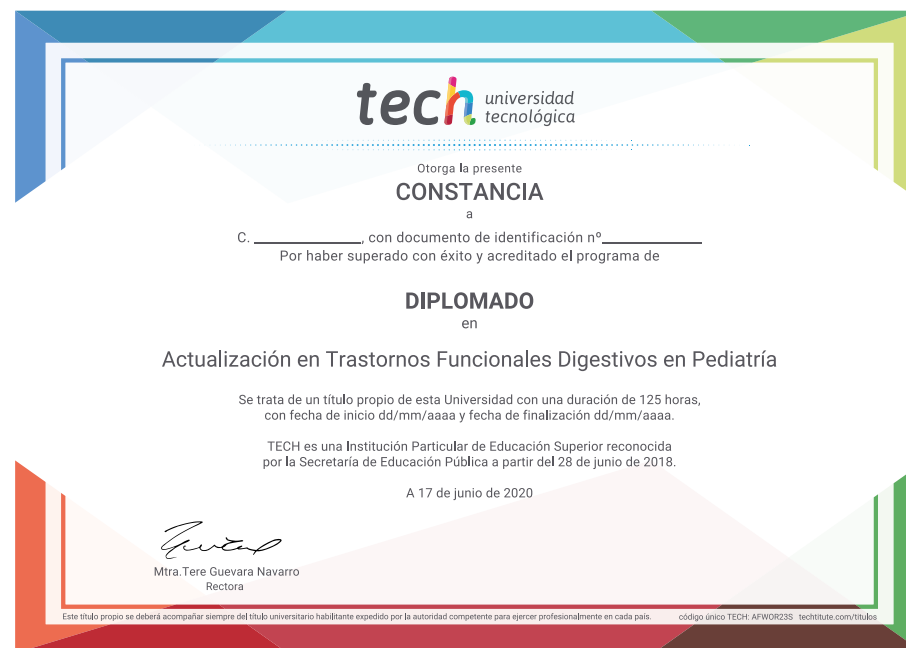 tech universidad
tecnológica
Otorga la presente
CONSTANCIA
a
C. ____________, con documento de identificación nº____________
Por haber superado con éxito y acreditado el programa de
DIPLOMADO
en
Actualización en Trastornos Funcionales Digestivos en Pediatría
Se trata de un título propio de esta Universidad con una duración de 125 horas,
con fecha de inicio dd/mm/aaaa y fecha de finalización dd/mm/aaaa.
TECH es una Institución Particular de Educación Superior reconocida
por la Secretaría de Educación Pública a partir del 28 de junio de 2018.
A 17 de junio de 2020
Mtra.Tere Guevara Navarro
Rectora
Este título propio se deberá acompañar siempre del título universitario habilitante expedido por la autoridad competente para ejercer profesionalmente en cada país. código único TECH: AFWOR23S techtitute.com/titulos